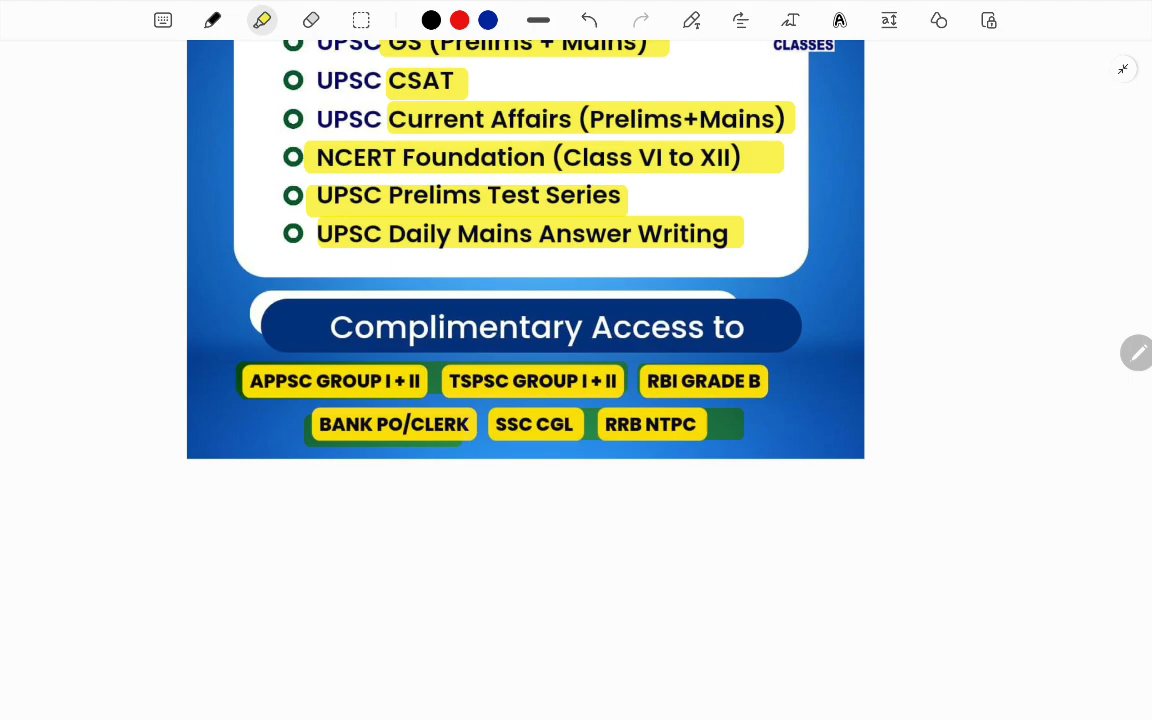 UPSC GS (Prelims + Mains)
CLASSES
UPSC CSAT
UPSC Current Affairs (Prelims+Mains)
NCERT Foundation (Class VI to XII)
UPSC Prelims Test Series
UPSC Daily Mains Answer Writing
Complimentary Access to
APPSC GROUP I + II TSPSC GROUP I + II RBI GRADE B
BANK PO/CLERK SSC CGL RRB NTPC